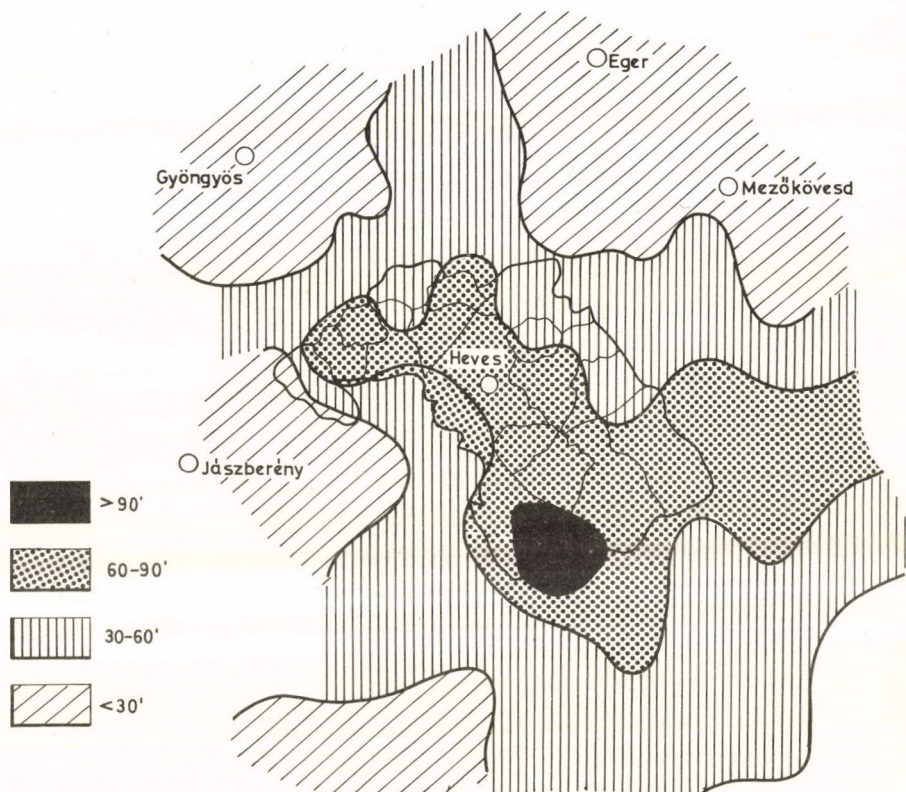 Eger
Gyöngyös
Mezőkövesd
Heves
Jászberény
>90'
60-90'
30-60'
<30'